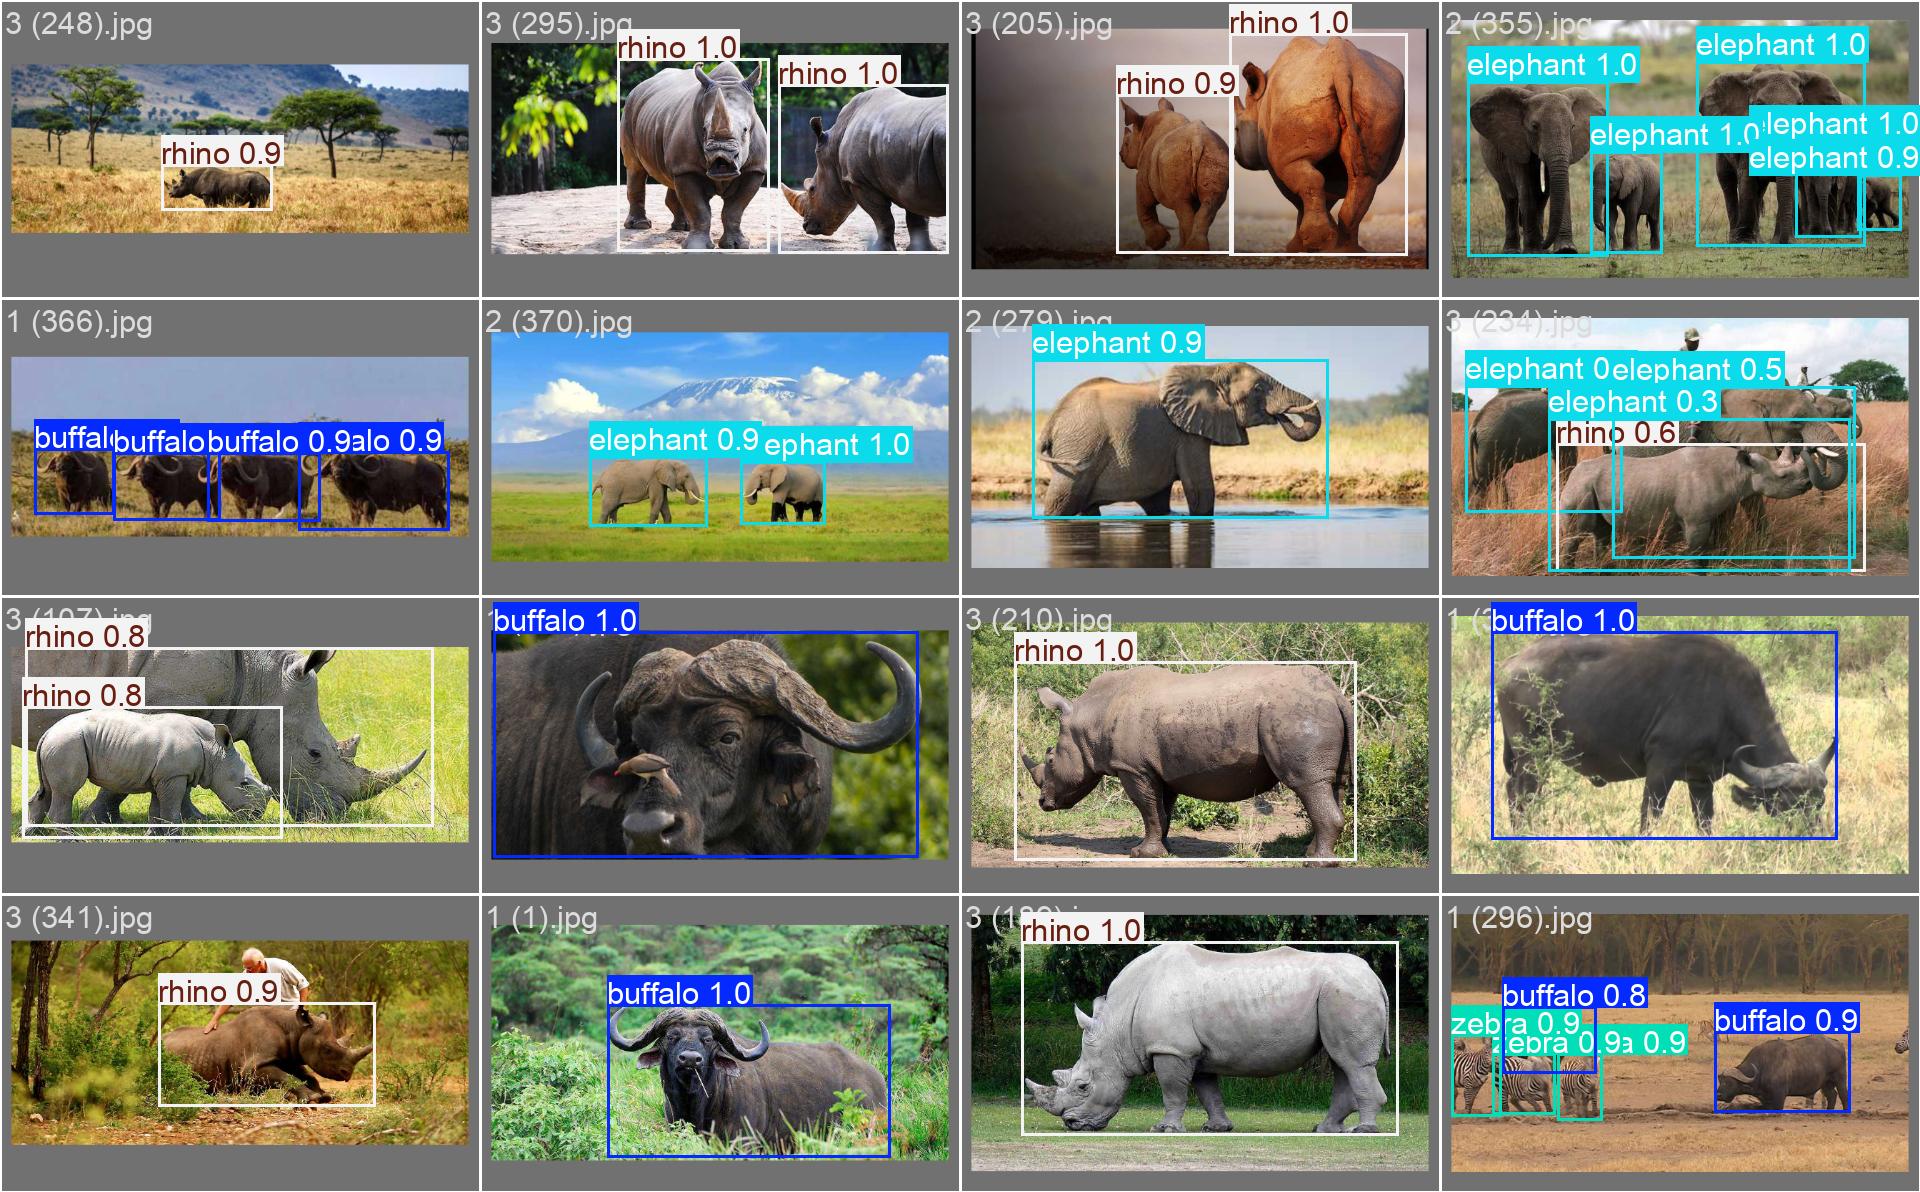 3 (248).jpg
rhino 0.9
3 (295).jpg
rhino 1.0
rhino 1.0
3 (205).jpg
rhino 1.0
rhino 0.9
2 (355).jpg
elephant 1.0
elephant 1.0
elephant 1.0
elephant 1.0
elephant 0.9
1 (366).jpg
buffalo
buffalo
buffalo 0.9
alo 0.9
2 (370).jpg
elephant 0.9
ephant 1.0
2 (279).jpg
elephant 0.9
3 (234).jpg
elephant 0
elephant 0.5
elephant 0.3
rhino 0.6
3 (107).jpg
rhino 0.8
rhino 0.8
buffalo 1.0
3 (210).jpg
rhino 1.0
1 (
buffalo 1.0
3 (341).jpg
rhino 0.9
1 (1).jpg
buffalo 1.0
3 (
rhino 1.0
1 (296).jpg
buffalo 0.8
zebra 0.9
zebra 0.9
a 0.9
buffalo 0.9